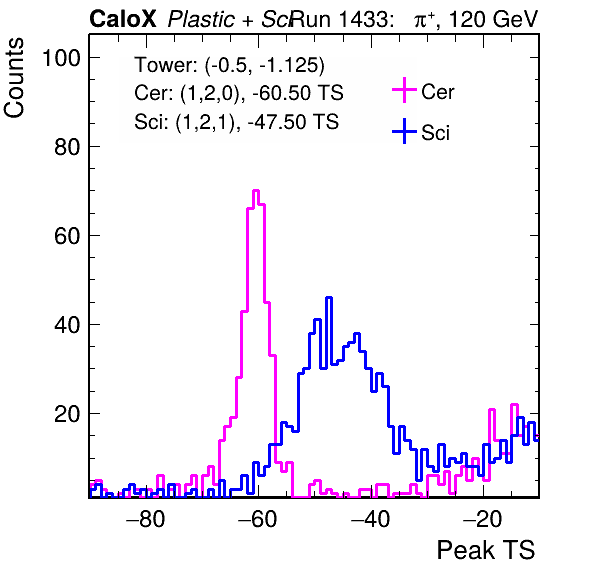 CaloX Plastic + Sci Run 1433: π⁺, 120 GeV
Counts
Tower: (-0.5, -1.125)
Cer: (1,2,0), -60.50 TS
Sci: (1,2,1), -47.50 TS
Cer
Sci
100
80
60
40
20
−80 −60 −40 −20
Peak TS